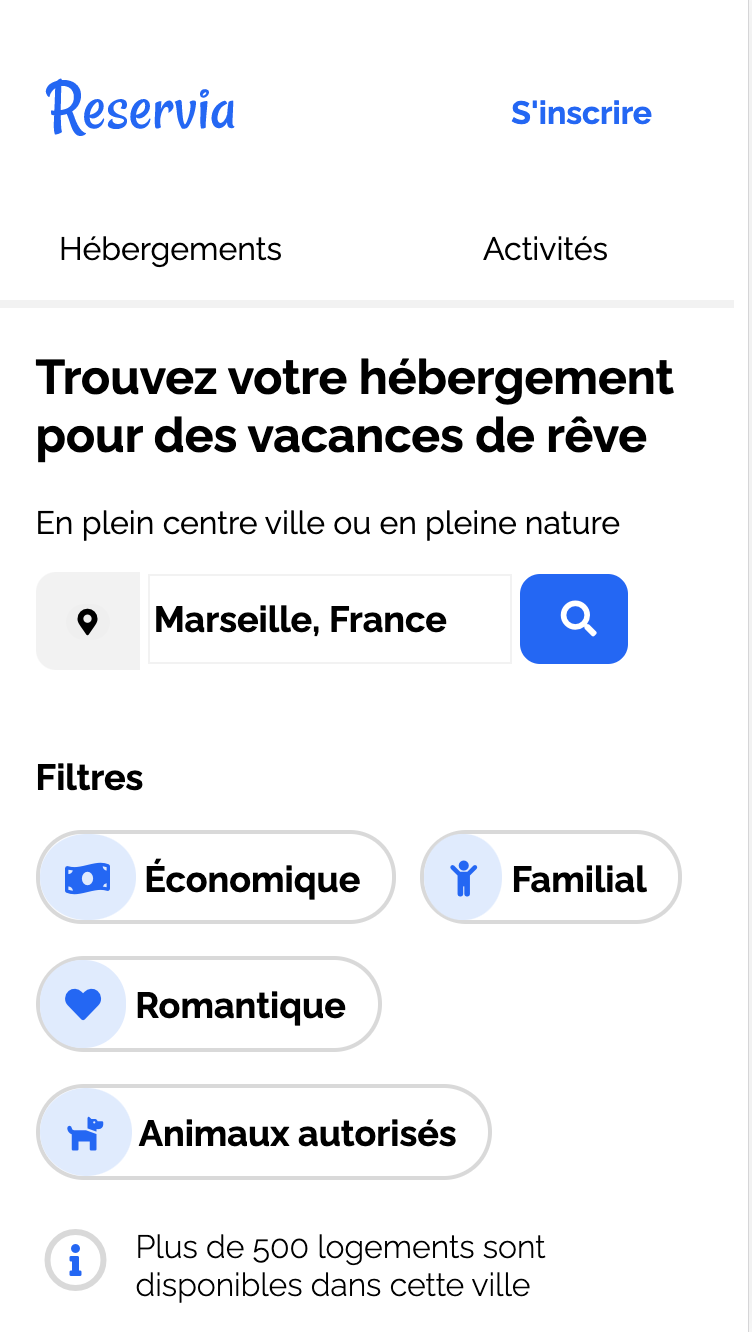 Reservia
S'inscrire
Hébergements
Activités
Trouvez votre hébergement
pour des vacances de rêve
En plein centre ville ou en pleine nature
Marseille, France
Filtres
Économique
Familial
Romantique
Animaux autorisés
Plus de 500 logements sont
disponibles dans cette ville